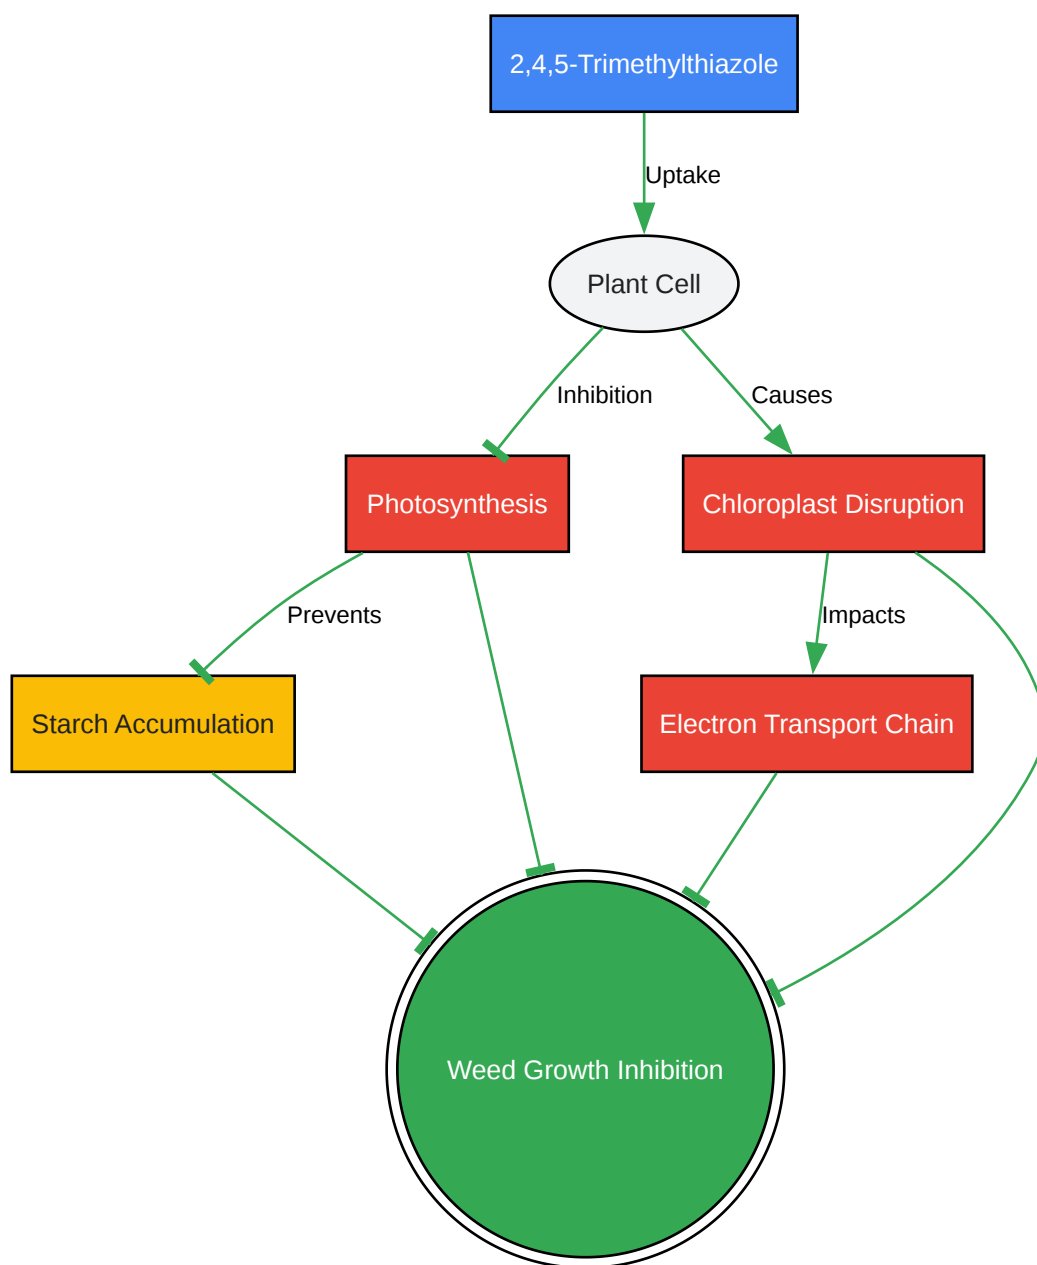 2,4,5-Trimethylthiazole
Uptake
Plant Cell
Inhibition
Causes
Photosynthesis
Chloroplast Disruption
Prevents
Impacts
Starch Accumulation
Electron Transport Chain
Weed Growth Inhibition